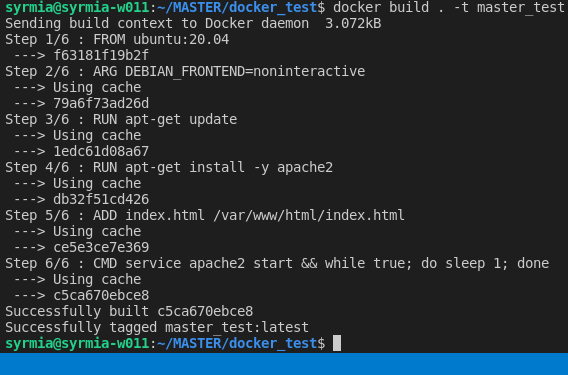 syrmia@syrmia-w011:~/MASTER/docker_test$ docker build . -t master_test
Sending build context to Docker daemon  3.072kB
Step 1/6 : FROM ubuntu:20.04
 ---> f63181f19b2f
Step 2/6 : ARG DEBIAN_FRONTEND=noninteractive
 ---> Using cache
 ---> 79a6f73ad26d
Step 3/6 : RUN apt-get update
 ---> Using cache
 ---> 1edc61d08a67
Step 4/6 : RUN apt-get install -y apache2
 ---> Using cache
 ---> db32f51cd426
Step 5/6 : ADD index.html /var/www/html/index.html
 ---> Using cache
 ---> ce5e3ce7e369
Step 6/6 : CMD service apache2 start && while true; do sleep 1; done
 ---> Using cache
 ---> c5ca670ebce8
Successfully built c5ca670ebce8
Successfully tagged master_test:latest
syrmia@syrmia-w011:~/MASTER/docker_test$